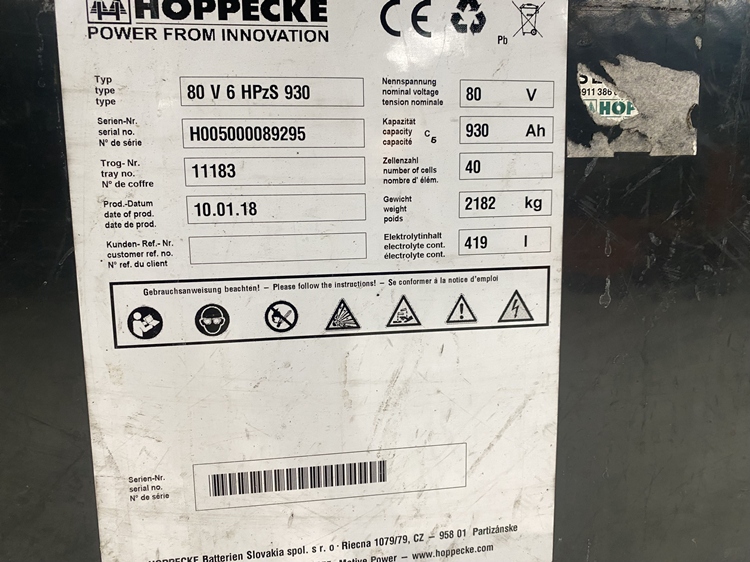 HOPPECKE
POWER FROM INNOVATION
CE
Pb
Typ
type
type
80 V 6 HPzS 930
Serien-Nr.
serial no.
N° de série
H005000089295
Trog- Nr.
tray no.
N° de coffre
11183
Prod.-Datum
date of prod.
date de prod.
10.01.18
Kunden- Ref.- Nr.
customer ref. no.
N° ref. du client
Nennspannung
nominal voltage
tension nominale
80 V
Kapazität
capacity C5
capacité
930 Ah
Zellenzahl
number of cells
nombre d' élém.
40
Gewicht
weight
poids
2182 kg
Elektrolytinhalt
electrolyte cont.
électrolyte cont.
419 l
Gebrauchsanweisung beachten! – Please follow the instructions! – Se conformer à la notice d'emploi
Serien-Nr.
serial no.
N° de série
HOPPECKE Batterien Slovakia spol. s r. o · Riecna 1079/79, CZ – 958 01 Partizánske
Motive Power – www.hoppecke.com
HOP